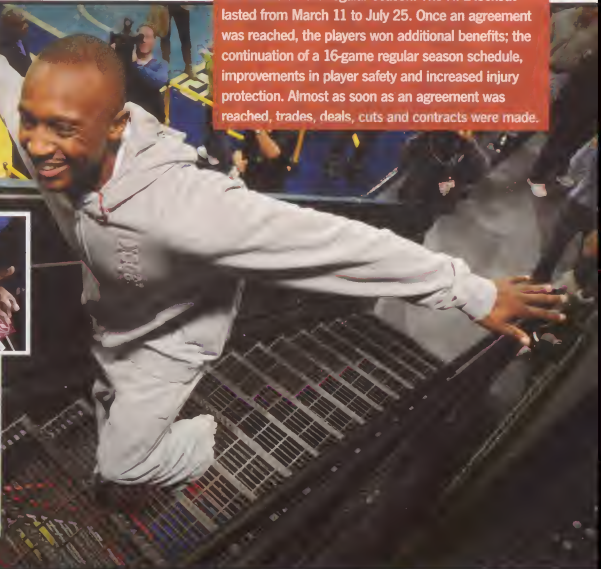 lasted from March 11 to July 25. Once an agreement
was reached, the players won additional benefits; the
continuation of a 16-game regular season schedule,
improvements in player safety and increased injury
protection. Almost as soon as an agreement was
reached, trades, deals, cuts and contracts were made.